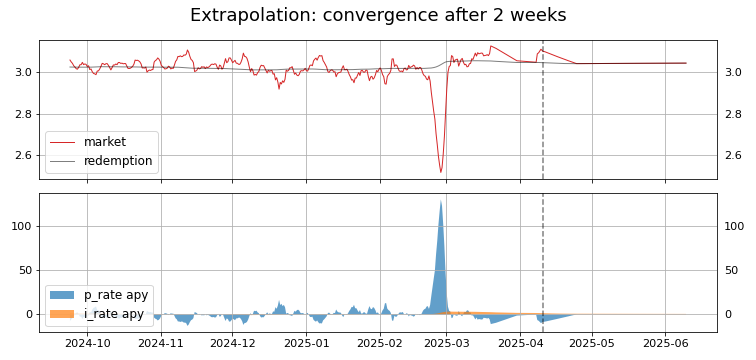 Extrapolation: convergence after 2 weeks
3.0
2.8
2.6
3.0
2.8
2.6
market
redemption
100
50
0
100
50
0
p_rate apy
i_rate apy
2024-10 2024-11 2024-12 2025-01 2025-02 2025-03 2025-04 2025-05 2025-06